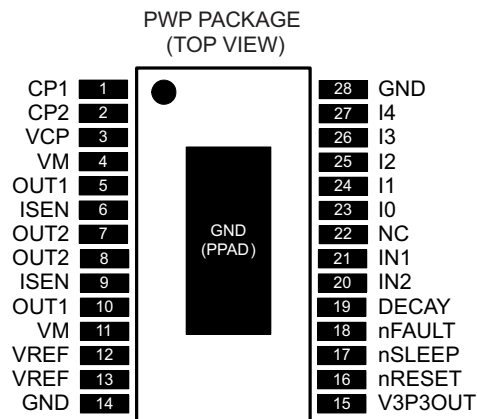 PWP PACKAGE
(TOP VIEW)
CP1 1
CP2 2
VCP 3
VM 4
OUT1 5
ISEN 6
OUT2 7
OUT2 8
ISEN 9
OUT1 10
VM 11
VREF 12
VREF 13
GND 14
GND
(PPAD)
28 GND
27 I4
26 I3
25 I2
24 I1
23 I0
22 NC
21 IN1
20 IN2
19 DECAY
18 nFAULT
17 nSLEEP
16 nRESET
15 V3P3OUT